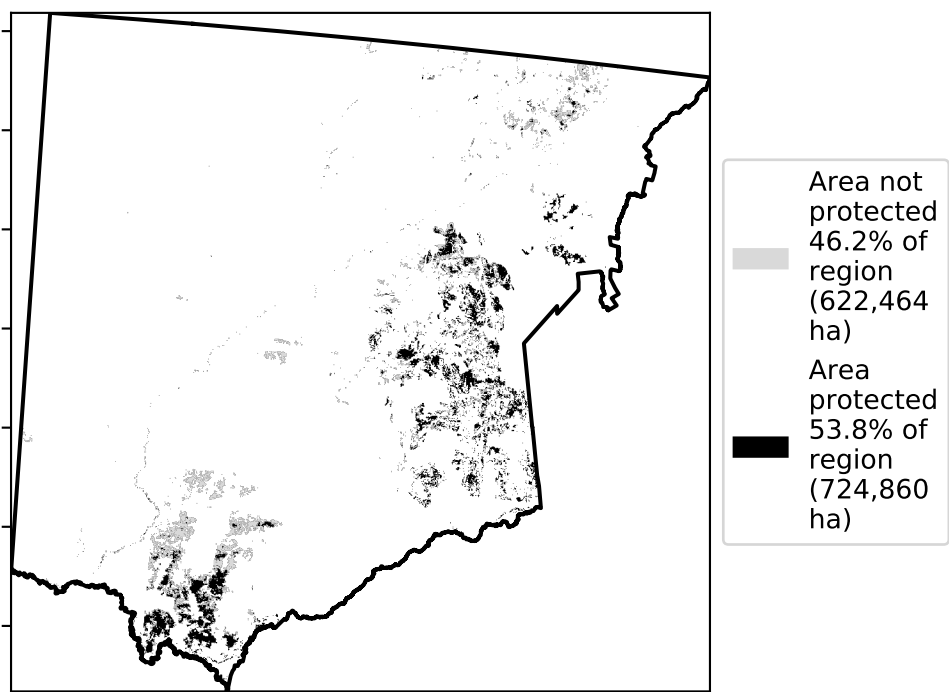 Area not
protected
46.2% of
region
(622,464
ha)
Area
protected
53.8% of
region
(724,860
ha)